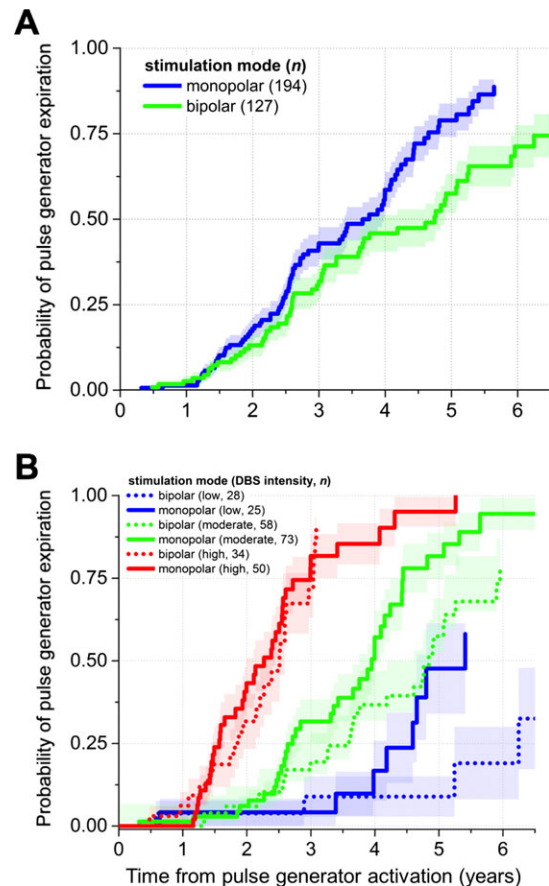 A
stimulation mode (n)
monopolar (194)
bipolar (127)
Probability of pulse generator expiration
1.00
0.75
0.50
0.25
0.00
0 1 2 3 4 5 6
B
stimulation mode (DBS intensity, n)
bipolar (low, 28)
monopolar (low, 25)
bipolar (moderate, 58)
monopolar (moderate, 73)
bipolar (high, 34)
monopolar (high, 50)
Probability of pulse generator expiration
1.00
0.75
0.50
0.25
0.00
0 1 2 3 4 5 6
Time from pulse generator activation (years)